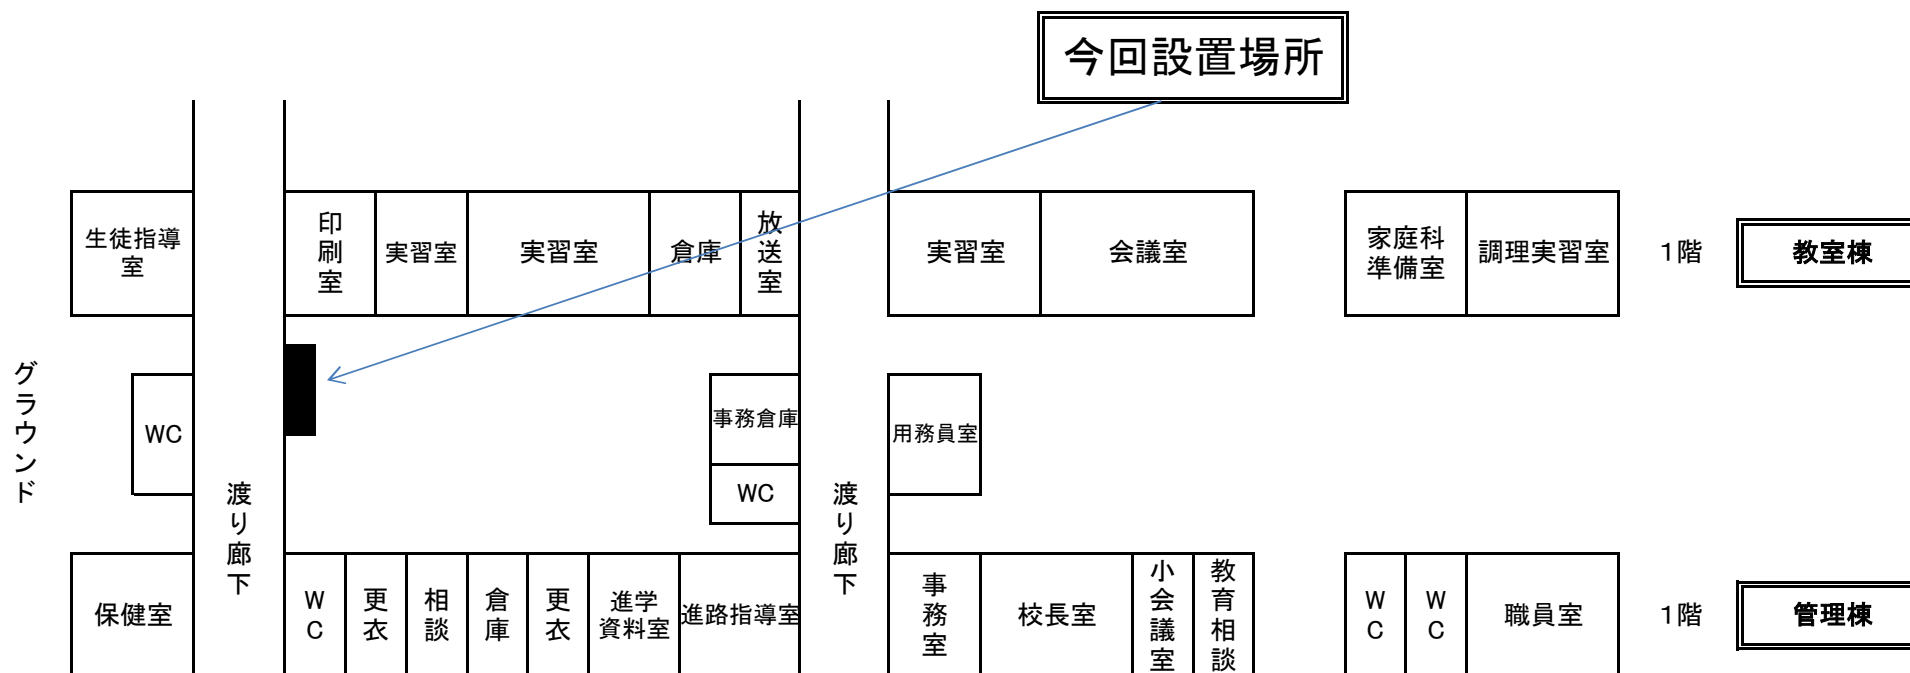 今回設置場所
生徒指導
室
印刷室
実習室
実習室
倉庫
放送室
実習室
会議室
家庭科
準備室
調理実習室
1階
教室棟
グラウンド
WC
事務倉庫
用務員室
WC
渡り廊下
渡り廊下
保健室
WC
更衣
相談
倉庫
更衣
進学
資料室
進路指導室
事務室
校長室
小会議室
教育相談
WC
WC
職員室
1階
管理棟